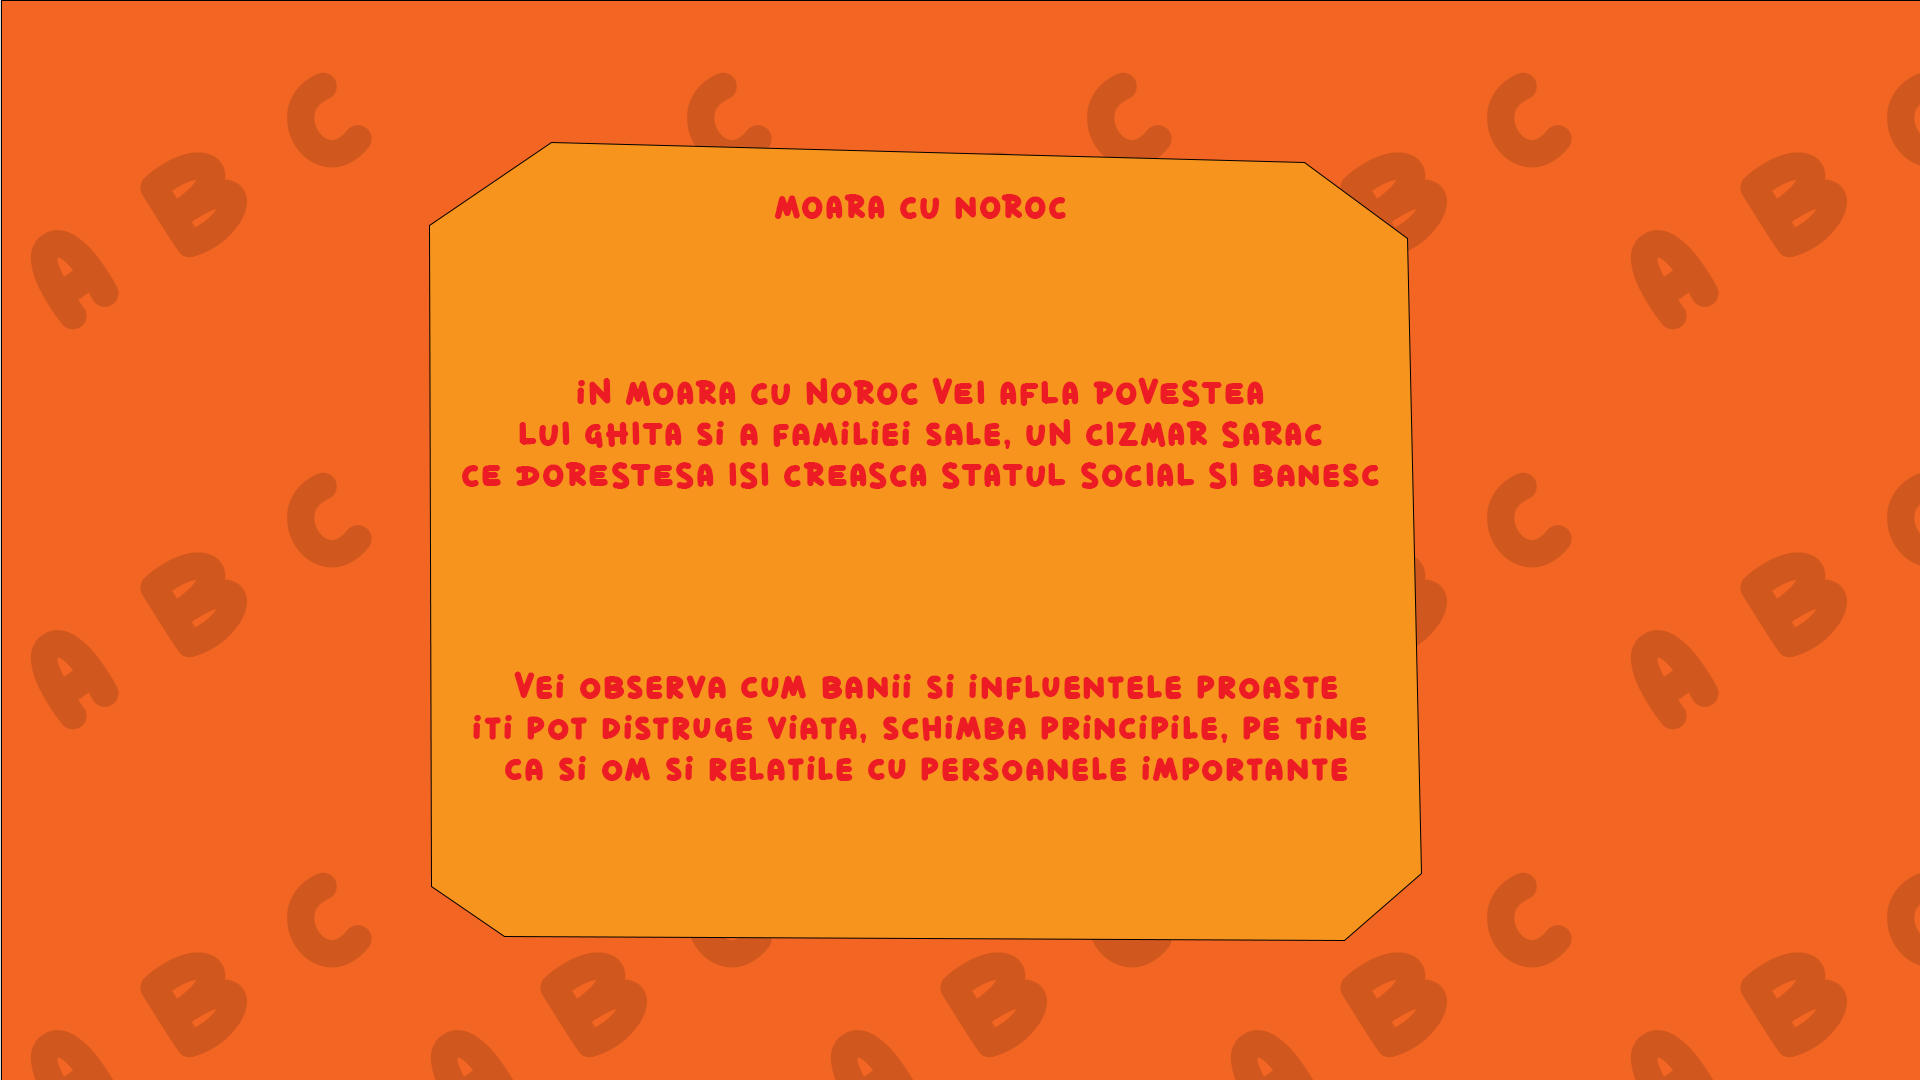 MOARA CU NOROC
iN MOARA CU NOROC VEI AFLA POVESTEA
LUI GHITA Si A FAMiLiEi SALE, UN CIZMAR SARAC
CE DORESTESA ISI CREASCA STATUL SOCIAL SI BANESC
VEi OBSERVA CUM BANii Si iNFLUENTELE PROASTE
iTi POT DiSTRUGE ViATA, SCHiMBA PRiNCiPiLE, PE TiNE
CA Si OM Si RELATiLE CU PERSOANELE iMPORTANTE
A B C